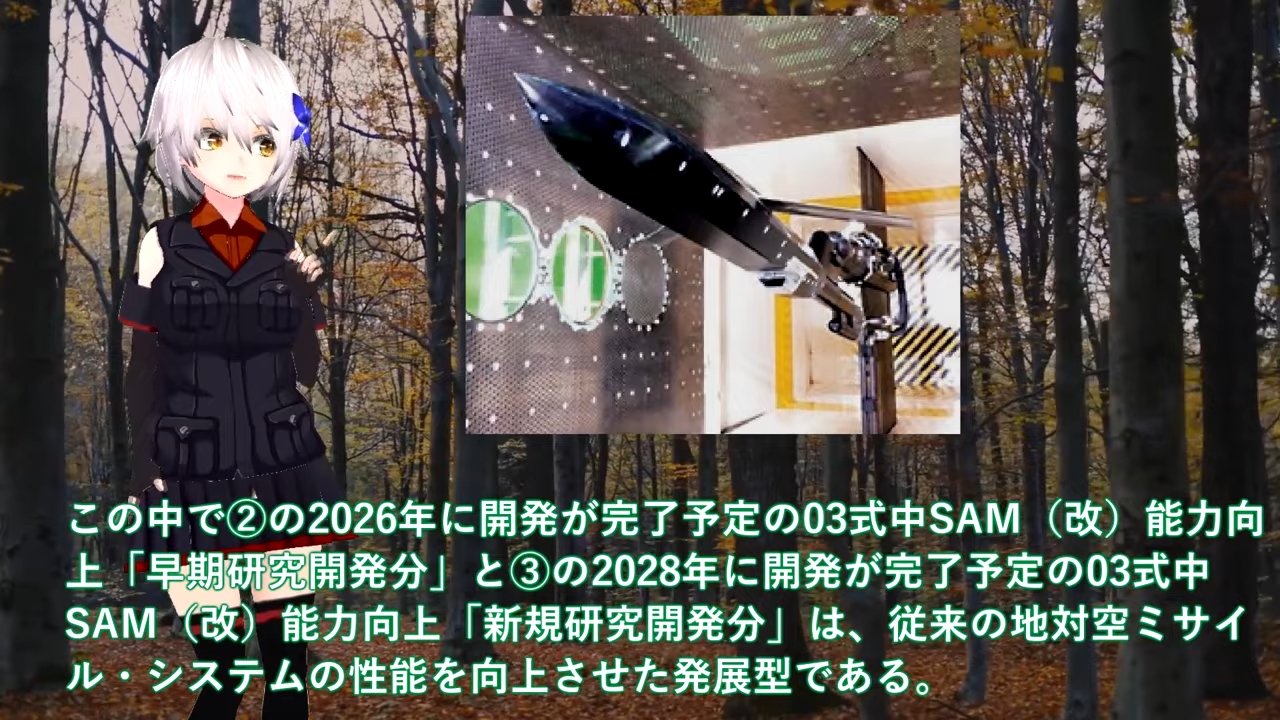 この中で②の2026年に開発が完了予定の03式中SAM（改）能力向
上「早期研究開発分」と③の2028年に開発が完了予定の03式中
SAM（改）能力向上「新規研究開発分」は、従来の地対空ミサイ
ル・システムの性能を向上させた発展型である。